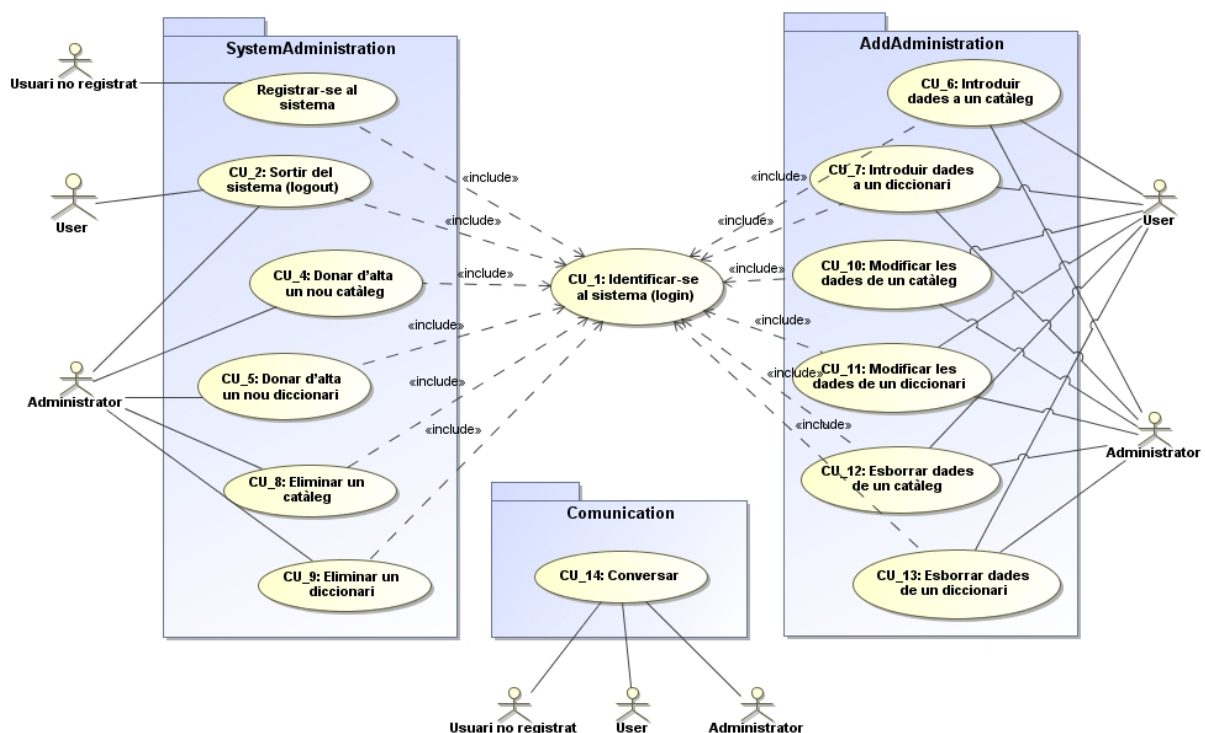 SystemAdministration
Usuari no registrat
Registrar-se al
sistema
CU_2: Sortir del
sistema (logout)
User
CU_4: Donar d'alta
un nou catàleg
Administrator
CU_5: Donar d'alta
un nou diccionari
CU_8: Eliminar un
catàleg
CU_9: Eliminar un
diccionari
«include»
«include»
«include»
«include»
«include»
«include»
CU_1: Identificar-se
al sistema (login)
«include»
«include»
«include»
«include»
«include»
«include»
AddAdministration
CU_6: Introduir
dades a un catàleg
CU_7: Introduir dades
a un diccionari
CU_10: Modificar les
dades de un catàleg
CU_11: Modificar les
dades de un diccionari
CU_12: Esborrar dades
de un catàleg
CU_13: Esborrar dades
de un diccionari
User
Administrator
Comunication
CU_14: Conversar
Usuari no registrat
User
Administrator